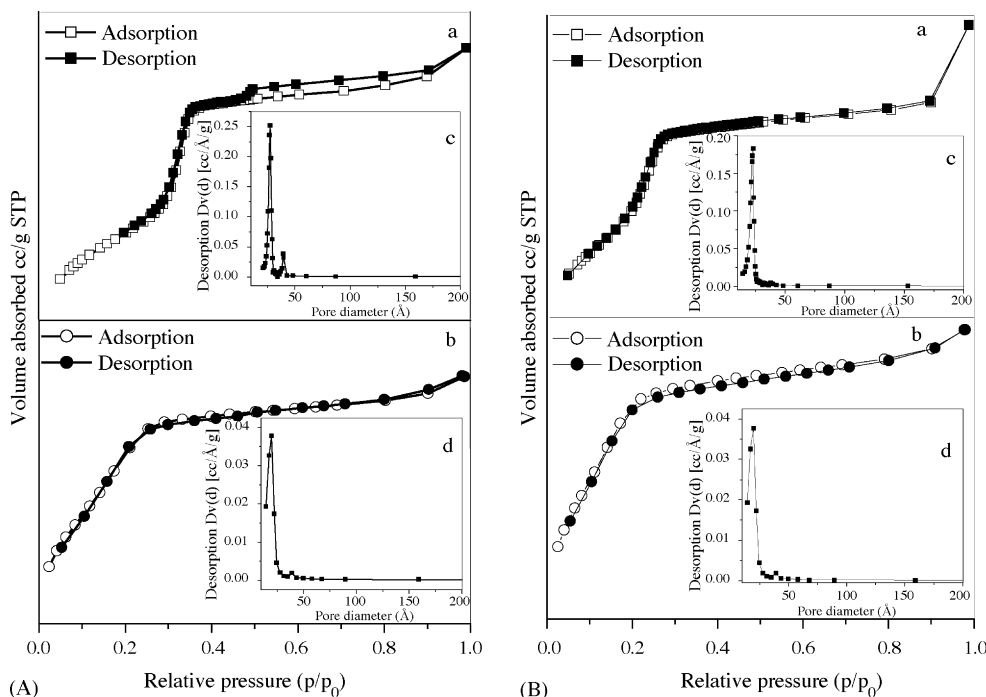 Adsorption
Desorption
a
c
Desorption Dv(d) [cc/Å/g]
0.25
0.20
0.15
0.10
0.05
0.00
50
100
150
200
Pore diameter (Å)
Adsorption
Desorption
b
d
Desorption Dv(d) [cc/Å/g]
0.04
0.03
0.02
0.01
0.00
50
100
150
200
Pore diameter (Å)
Volume absorbed cc/g STP
0.0
0.2
0.4
0.6
0.8
1.0
Relative pressure (p/p0)
(A)
Adsorption
Desorption
a
c
Desorption Dv(d) [cc/Å/g]
0.20
0.15
0.10
0.05
0.00
50
100
150
200
Pore diameter (Å)
Adsorption
Desorption
b
d
Desorption Dv(d) [cc/Å/g]
0.04
0.03
0.02
0.01
0.00
50
100
150
200
Pore diameter (Å)
Volume absorbed cc/g STP
0.0
0.2
0.4
0.6
0.8
1.0
Relative pressure (p/p0)
(B)